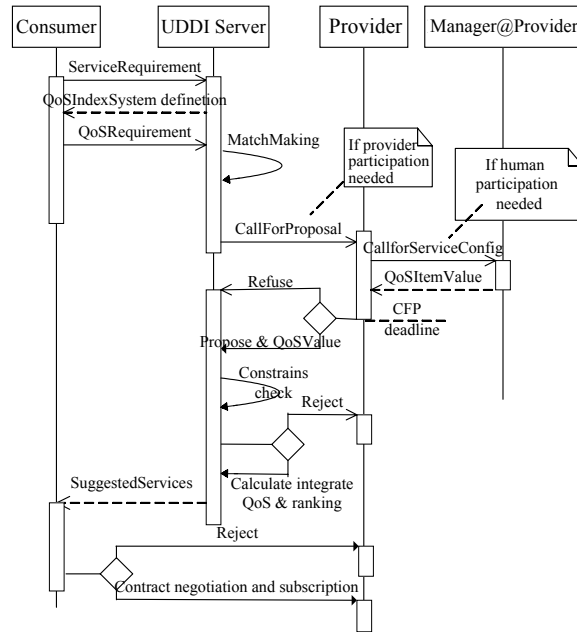 Consumer
UDDI Server
Provider
Manager@Provider
ServiceRequirement
QoSIndexSystem definetion
QoSRequirement
MatchMaking
If provider
participation
needed
If human
participation
needed
CallForProposal
CallforServiceConfig
QoSItemValue
Refuse
CFP
deadline
Propose & QoSValue
Constrains
check
Reject
Calculate integrate
QoS & ranking
SuggestedServices
Reject
Contract negotiation and subscription